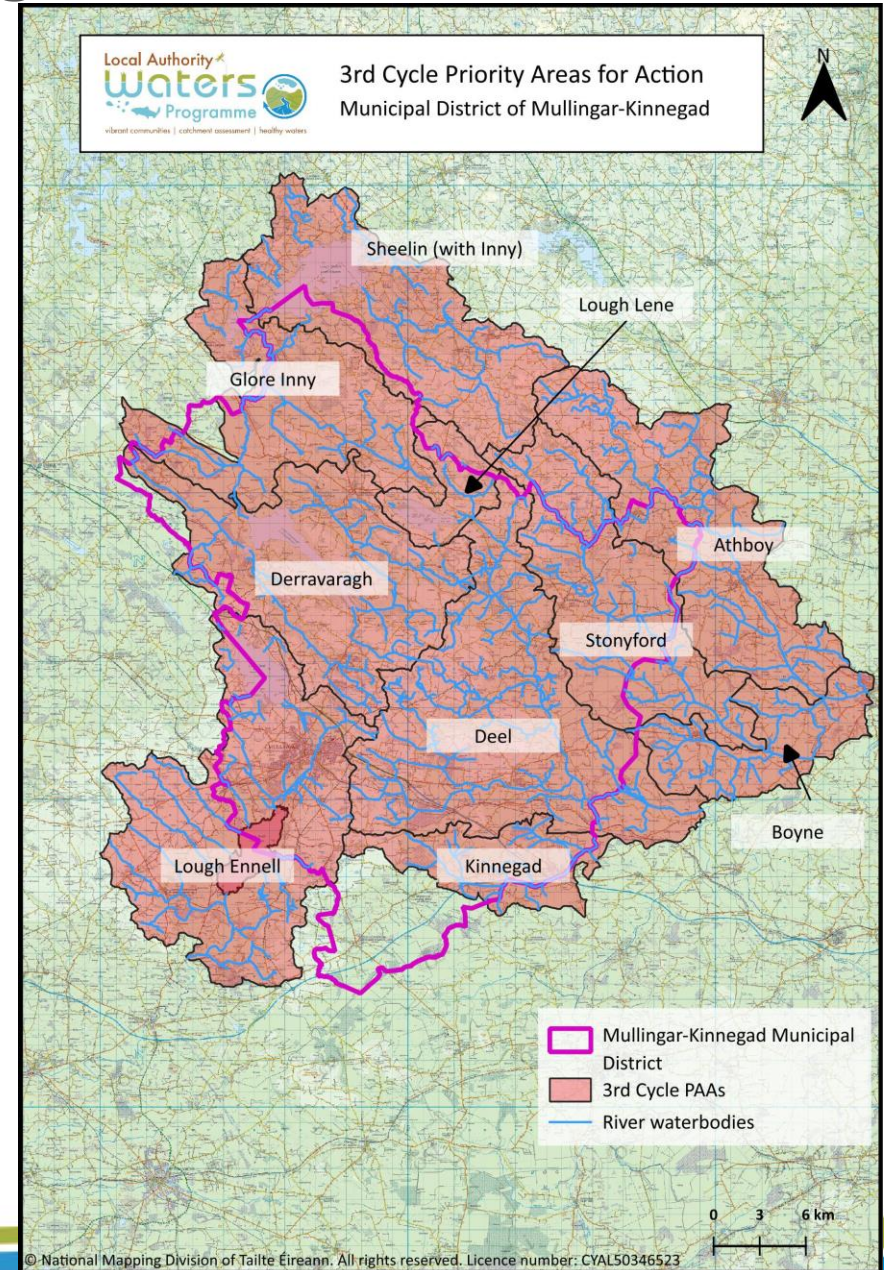 Local Authority
waters
Programme
vibrant communities | catchment assessment | healthy waters
3rd Cycle Priority Areas for Action
Municipal District of Mullingar-Kinnegad
N
Sheelin (with Inny)
Lough Lene
Glore Inny
Athboy
Derravaragh
Stonyford
Deel
Boyne
Lough Ennell
Kinnegad
Mullingar-Kinnegad Municipal
District
3rd Cycle PAAs
River waterbodies
0 3 6 km
© National Mapping Division of Tailte Éireann. All rights reserved. Licence number: CYAL50346523